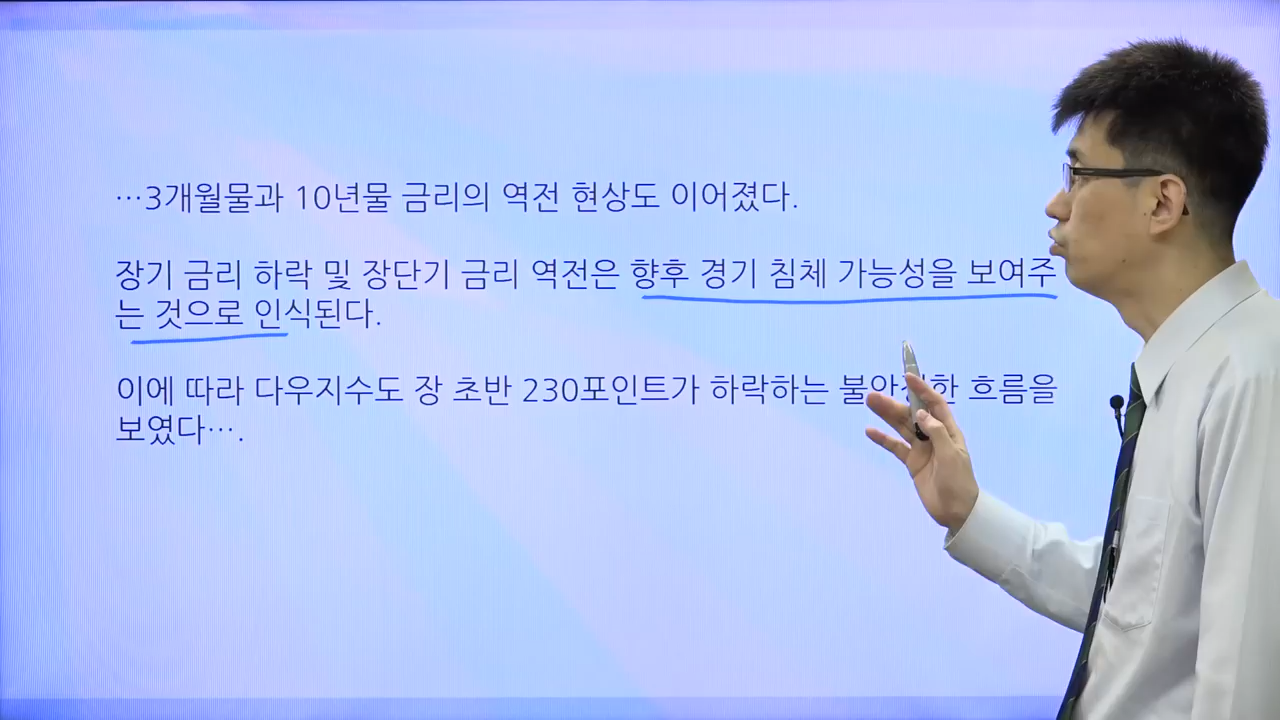 …3개월물과 10년물 금리의 역전 현상도 이어졌다.
장기 금리 하락 및 장단기 금리 역전은 향후 경기 침체 가능성을 보여주
는 것으로 인식된다.
이에 따라 다우지수도 장 초반 230포인트가 하락하는 불안정한 흐름을
보였다….